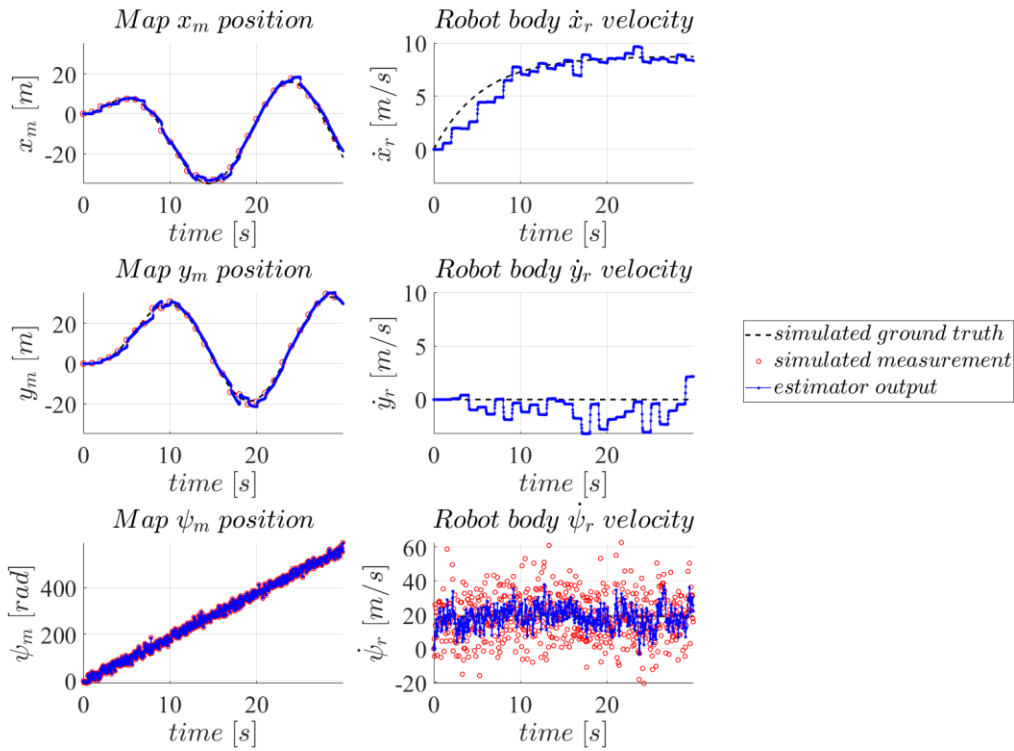 Map x_m position
Robot body ẋ_r velocity
x_m [m]
20
0
-20
0
10
20
time [s]
ẋ_r [m/s]
10
5
0
0
10
20
time [s]
Map y_m position
Robot body ẏ_r velocity
y_m [m]
20
0
-20
0
10
20
time [s]
ẏ_r [m/s]
10
5
0
0
10
20
time [s]
simulated ground truth
simulated measurement
estimator output
Map ψ_m position
Robot body ψ̇_r velocity
ψ_m [rad]
400
200
0
0
10
20
time [s]
ψ̇_r [m/s]
60
40
20
0
-20
0
10
20
time [s]